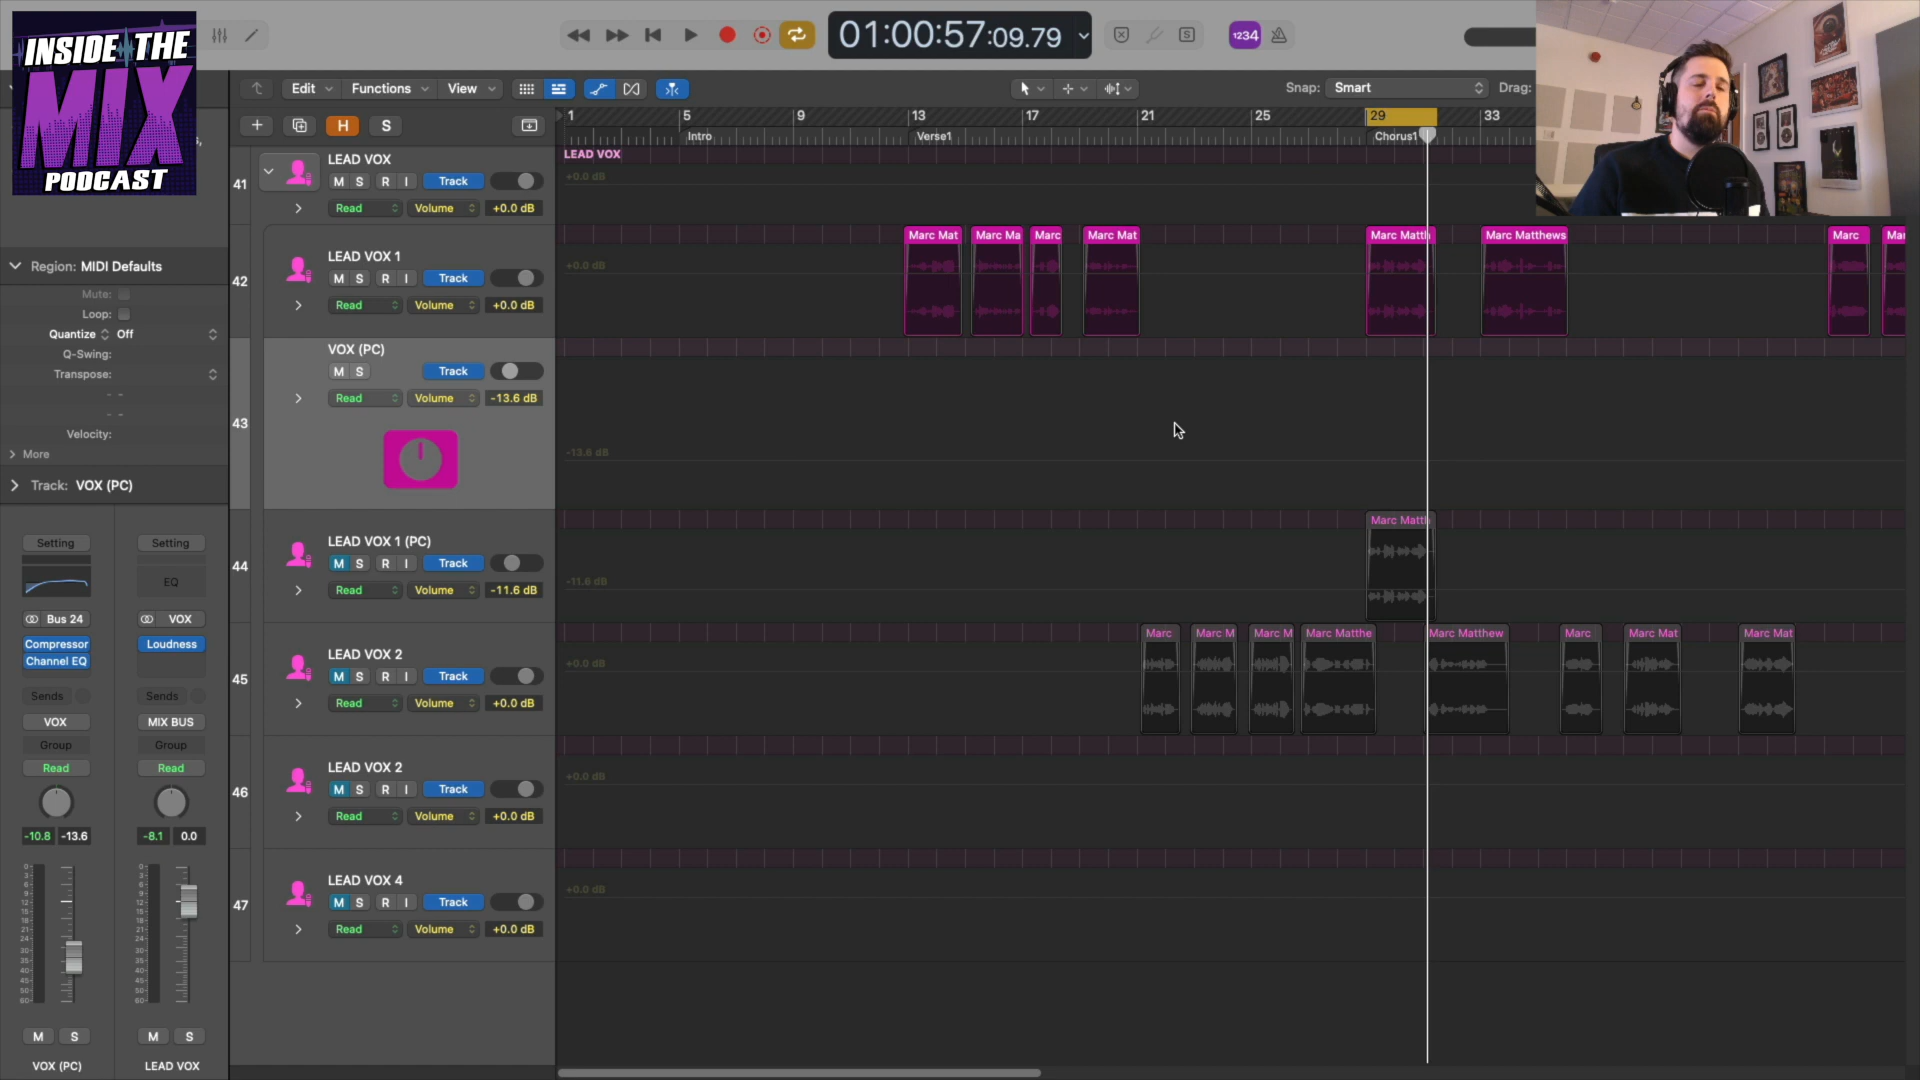 INSIDE THE
MIX
PODCAST
01:00:57:09.79
1234
S
Edit
Functions
View
Snap: Smart
Drag:
H
S
1
5
9
13
17
21
25
29
33
Intro
Verse1
Chorus1
Region: MIDI Defaults
Mute:
Loop:
Quantize Off
Q-Swing:
Transpose:
Velocity:
More
Track: VOX (PC)
41
LEAD VOX
M S R I Track
Read Volume +0.0 dB
LEAD VOX
+0.0 dB
42
LEAD VOX 1
M S R I Track
Read Volume +0.0 dB
Marc Mat
Marc Ma
Marc
Marc Mat
Marc Matth
Marc Matthews
Marc
Mar
+0.0 dB
43
VOX (PC)
M S Track
Read Volume -13.6 dB
-13.6 dB
44
LEAD VOX 1 (PC)
M S R I Track
Read Volume -11.6 dB
Marc Matth
-11.6 dB
45
LEAD VOX 2
M S R I Track
Read Volume +0.0 dB
Marc
Marc M
Marc M
Marc Matthe
Marc Matthew
Marc
Marc Mat
Marc Mat
+0.0 dB
46
LEAD VOX 2
M S R I Track
Read Volume +0.0 dB
+0.0 dB
47
LEAD VOX 4
M S R I Track
Read Volume +0.0 dB
+0.0 dB
Setting
Bus 24
Compressor
Channel EQ
Sends
VOX
Group
Read
-10.8 -13.6
M S
VOX (PC)
Setting
EQ
VOX
Loudness
Sends
MIX BUS
Group
Read
-8.1 0.0
M S
LEAD VOX